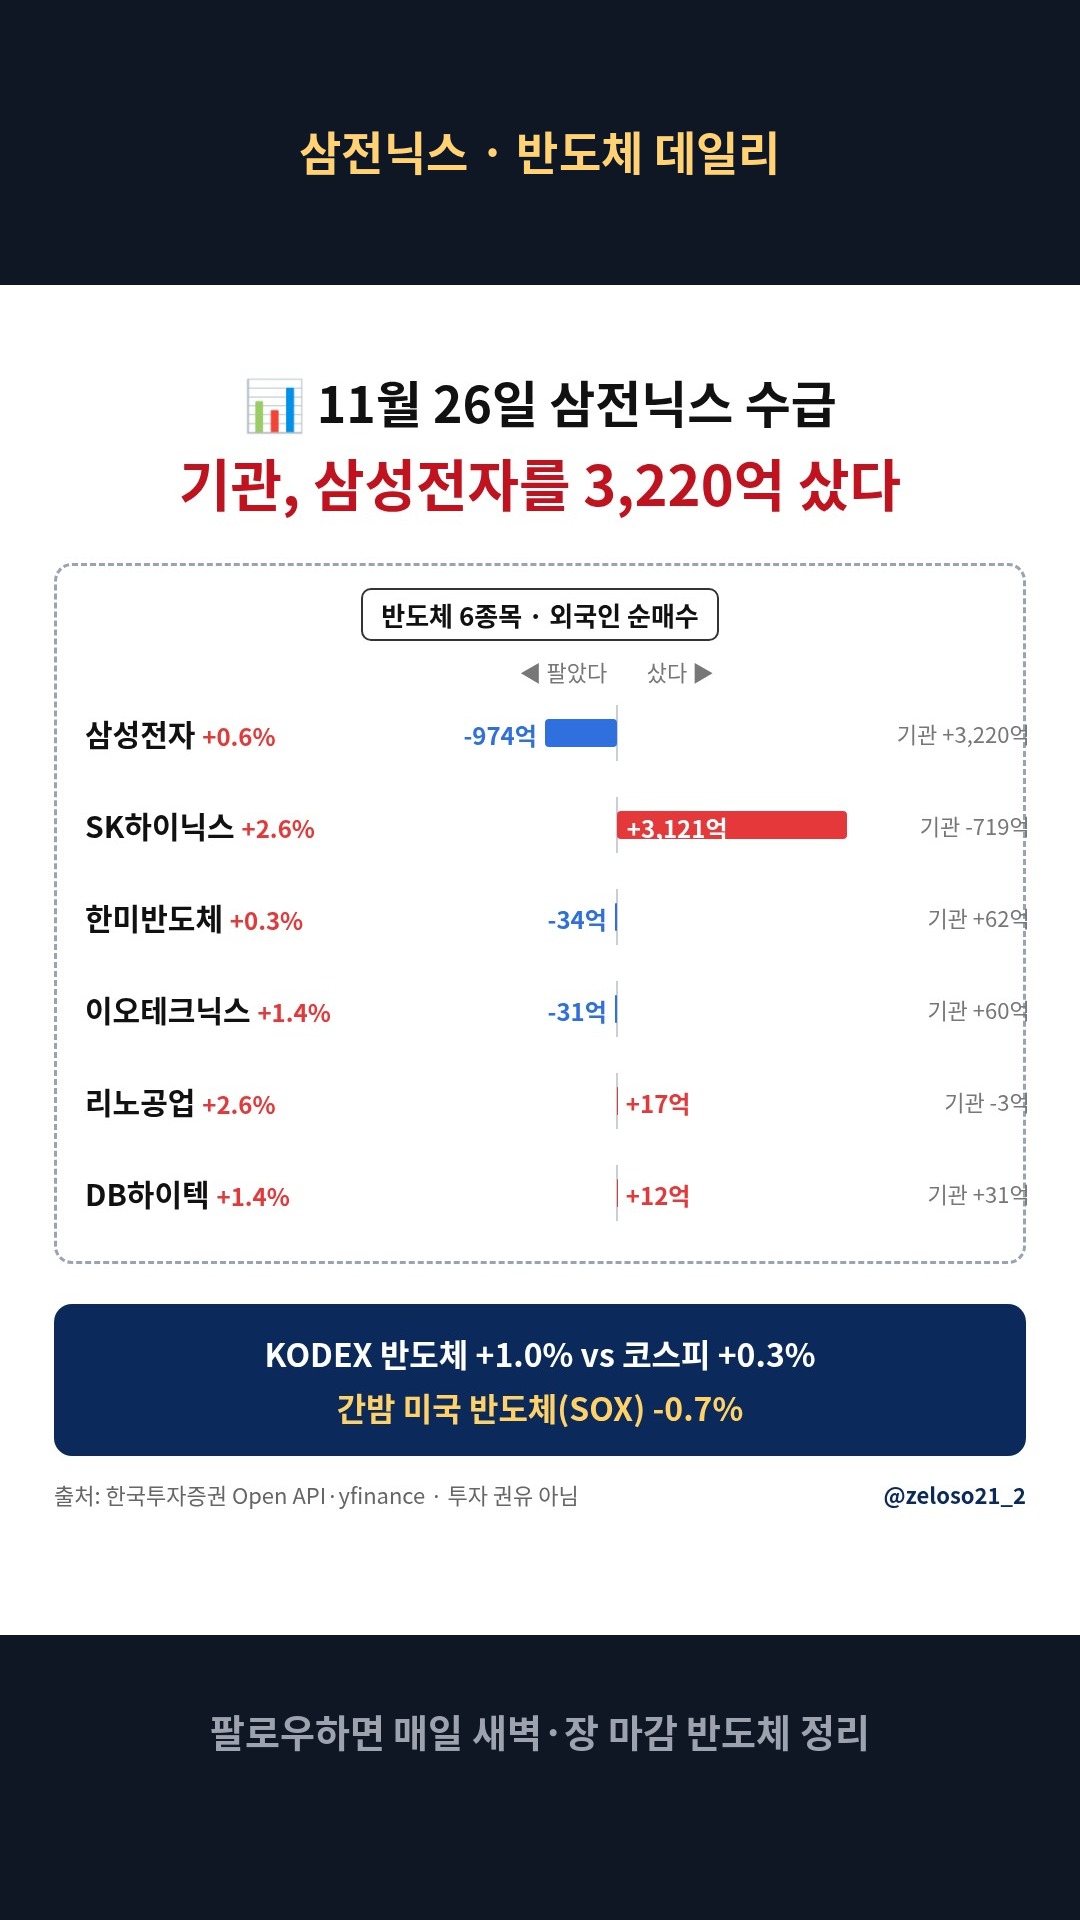 삼전닉스 · 반도체 데일리
📊 11월 26일 삼전닉스 수급
기관, 삼성전자를 3,220억 샀다
반도체 6종목 · 외국인 순매수
◀ 팔았다 샀다 ▶
삼성전자 +0.6% -974억 기관 +3,220억
SK하이닉스 +2.6% +3,121억 기관 -719억
한미반도체 +0.3% -34억 기관 +62억
이오테크닉스 +1.4% -31억 기관 +60억
리노공업 +2.6% +17억 기관 -3억
DB하이텍 +1.4% +12억 기관 +31억
KODEX 반도체 +1.0% vs 코스피 +0.3%
간밤 미국 반도체(SOX) -0.7%
출처: 한국투자증권 Open API·yfinance · 투자 권유 아님 @zeloso21_2
팔로우하면 매일 새벽·장 마감 반도체 정리